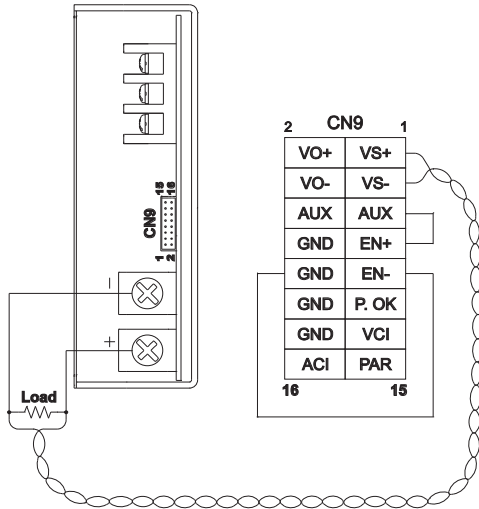 15 16
CN9
1 2
−
+
Load
2 CN9 1
VO+ VS+
VO- VS-
AUX AUX
GND EN+
GND EN-
GND P. OK
GND VCI
ACI PAR
16 15